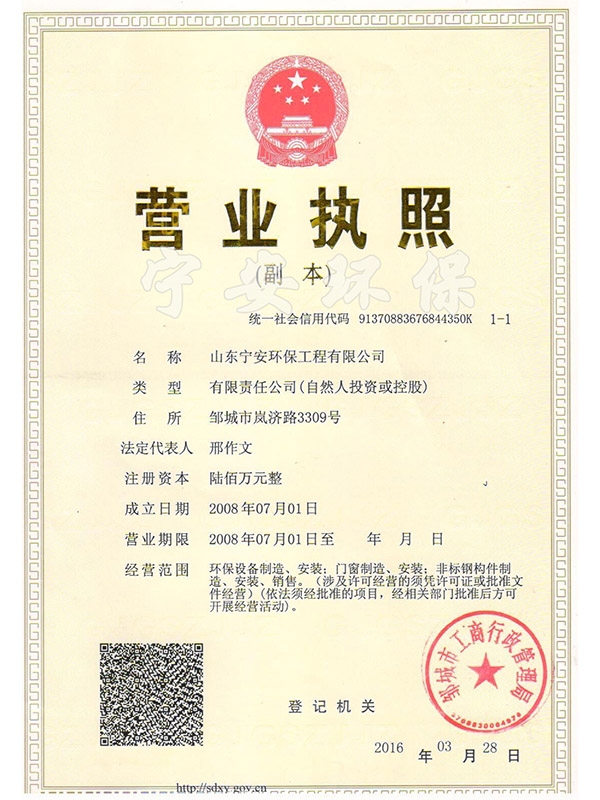 营业执照
(副 本)
宁安环保
统一社会信用代码 91370883676844350K 1-1
名 称 山东宁安环保工程有限公司
类 型 有限责任公司(自然人投资或控股)
住 所 邹城市岚济路3309号
法定代表人 邢作文
注册资本 陆佰万元整
成立日期 2008年07月01日
营业期限 2008年07月01日至 年 月 日
经营范围 环保设备制造、安装；门窗制造、安装；非标钢构件制
造、安装、销售。（涉及许可经营的须凭许可证或批准文
件经营）(依法须经批准的项目，经相关部门批准后方可
开展经营活动)。
邹城市工商行政管理局
登记机关
2016 年 03 月 28 日
http://sdxy.gov.cn